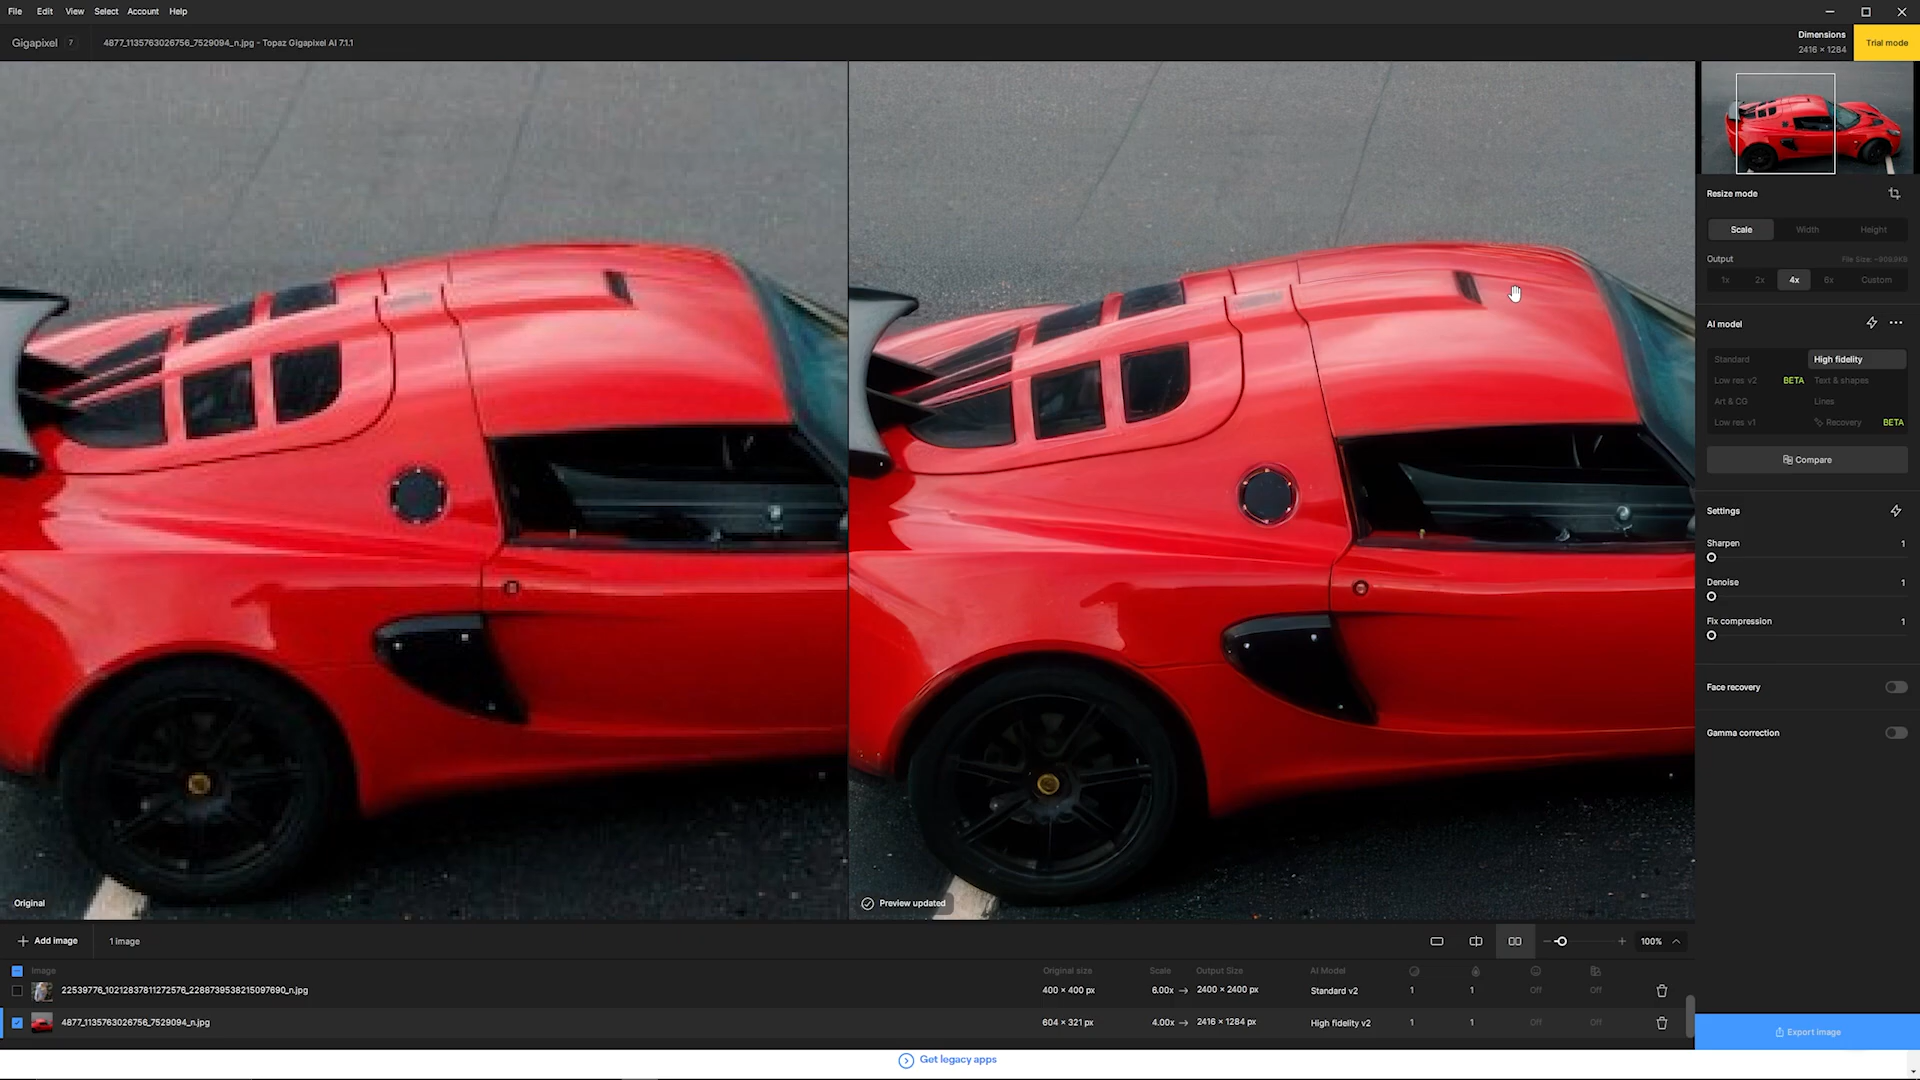 File Edit View Select Account Help
Gigapixel 7 4877_1135763026756_7529094_n.jpg - Topaz Gigapixel AI 7.1.1
Dimensions
2416 × 1284
Trial mode
Resize mode
Scale Width Height
Output File Size: ~909.9KB
1x 2x 4x 6x Custom
AI model
Standard High fidelity
Low res v2 BETA Text & shapes
Art & CG Lines
Low res v1 Recovery BETA
Compare
Settings
Sharpen 1
Denoise 1
Fix compression 1
Face recovery
Gamma correction
Original
Preview updated
Add image 1 image
100%
Image Original size Scale Output Size AI Model
22539776_10212837811272576_2288739538215097690_n.jpg 400 × 400 px 6.00x → 2400 × 2400 px Standard v2 1 1 Off Off
4877_1135763026756_7529094_n.jpg 604 × 321 px 4.00x → 2416 × 1284 px High fidelity v2 1 1 Off Off
Export image
Get legacy apps